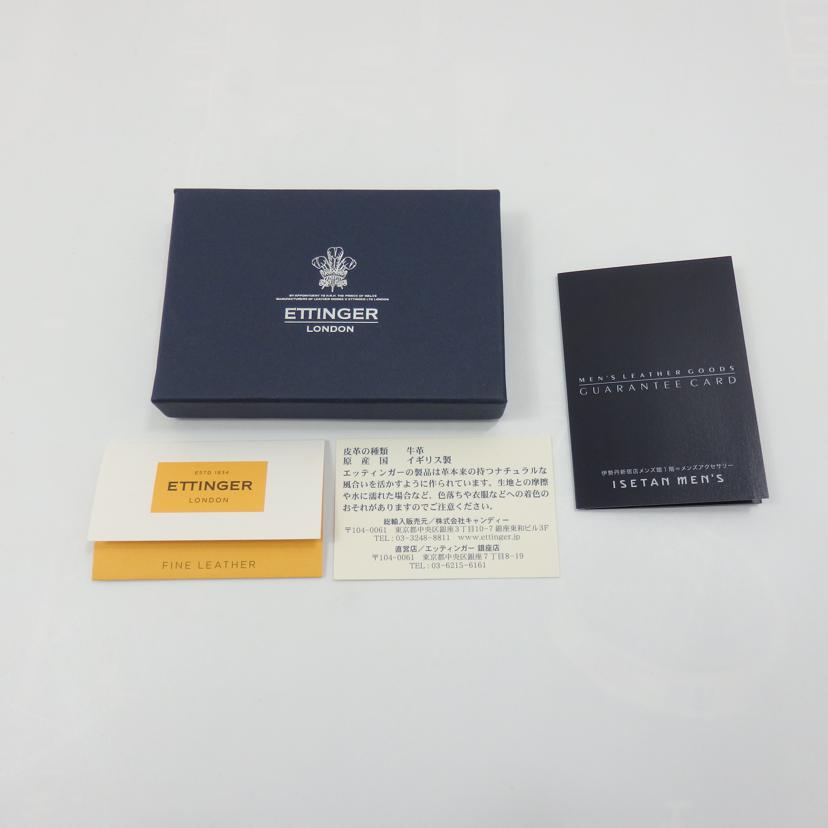 BY APPOINTMENT TO H.R.H. THE PRINCE OF WALES
MANUFACTURERS OF LEATHER GOODS ETTINGER LTD LONDON
ETTINGER
LONDON
MEN'S LEATHER GOODS
GUARANTEE CARD
伊勢丹新宿店メンズ館1階=メンズアクセサリー
ISETAN MEN'S
ESTD 1934
ETTINGER
LONDON
FINE LEATHER
皮革の種類 牛革
原産国 イギリス製
エッティンガーの製品は革本来の持つナチュラルな
風合いを活かすように作られています。生地との摩擦
や水に濡れた場合など、色落ちや衣服などへの着色の
おそれがありますのでご注意ください。
総輸入販売元/株式会社キャンディー
〒104-0061 東京都中央区銀座3丁目10-7 銀座東和ビル3F
TEL : 03-3248-8811 www.ettinger.jp
直営店/エッティンガー 銀座店
〒104-0061 東京都中央区銀座7丁目8-19
TEL : 03-6215-6161